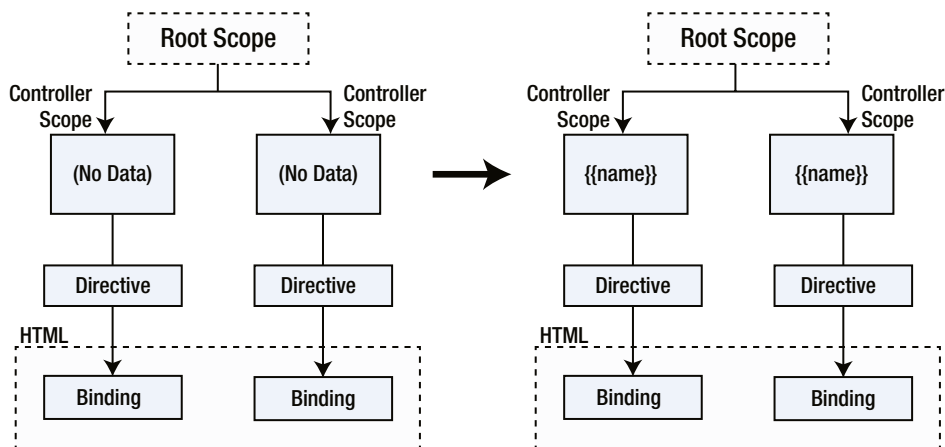 Root Scope
Controller
Scope
Controller
Scope
(No Data)
(No Data)
Directive
Directive
HTML
Binding
Binding
Root Scope
Controller
Scope
Controller
Scope
{{name}}
{{name}}
Directive
Directive
HTML
Binding
Binding